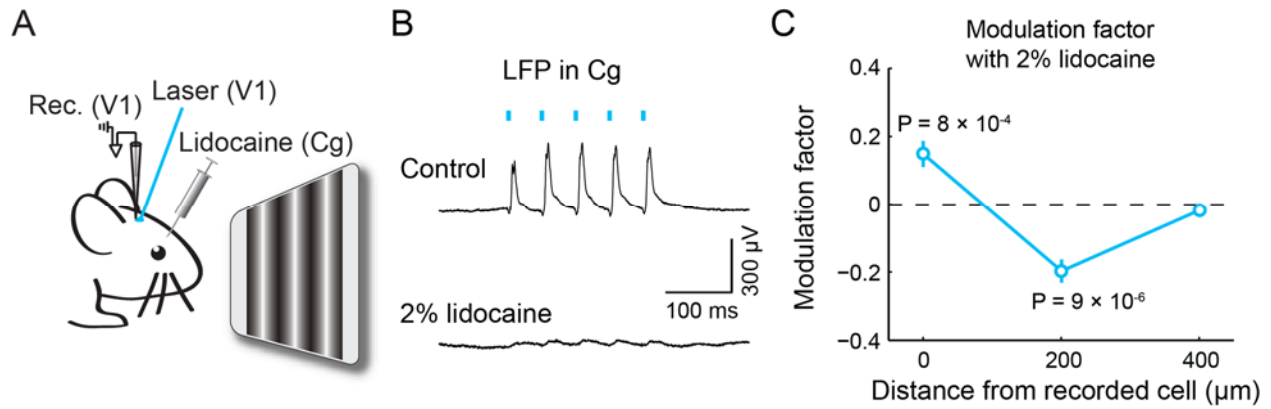 A
Rec. (V1)
Laser (V1)
Lidocaine (Cg)
B
LFP in Cg
Control
300 µV
100 ms
2% lidocaine
C
Modulation factor
with 2% lidocaine
Modulation factor
0.4
0.2
0
−0.2
−0.4
P = 8 × 10⁻⁴
P = 9 × 10⁻⁶
0
200
400
Distance from recorded cell (µm)